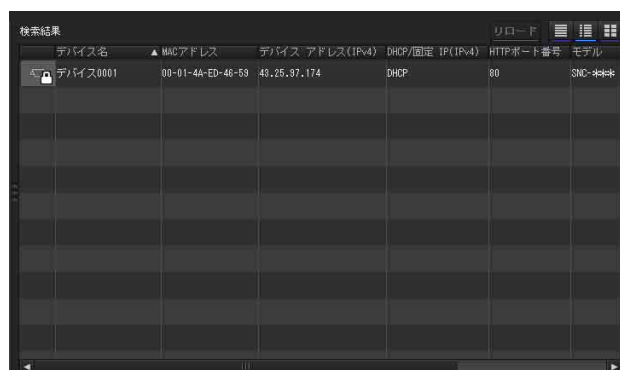 検索結果 リロード
デバイス名 ▲ MACアドレス デバイス アドレス(IPv4) DHCP/固定 IP(IPv4) HTTPポート番号 モデル
デバイス0001 00-01-4A-ED-46-59 43.25.97.174 DHCP 80 SNC-****